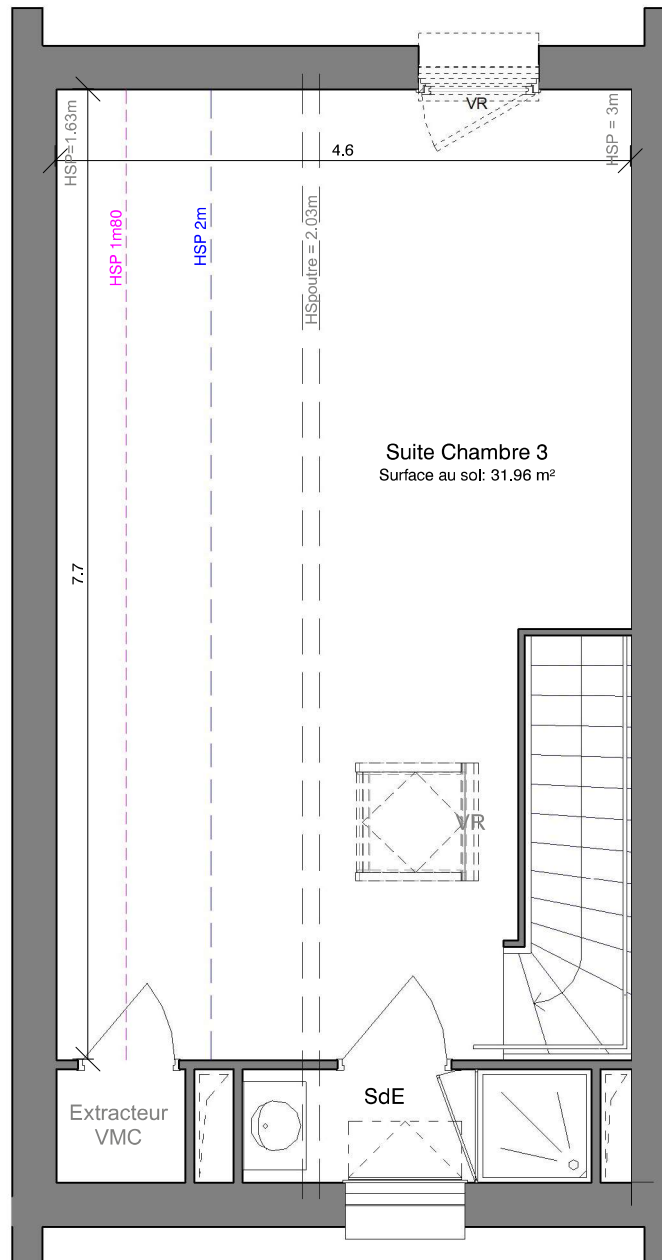 VR
HSP=1.63m
HSP = 3m
4.6
HSP 1m80
HSP 2m
HSpoutre = 2.03m
Suite Chambre 3
Surface au sol: 31.96 m²
7.7
VR
SdE
Extracteur
VMC